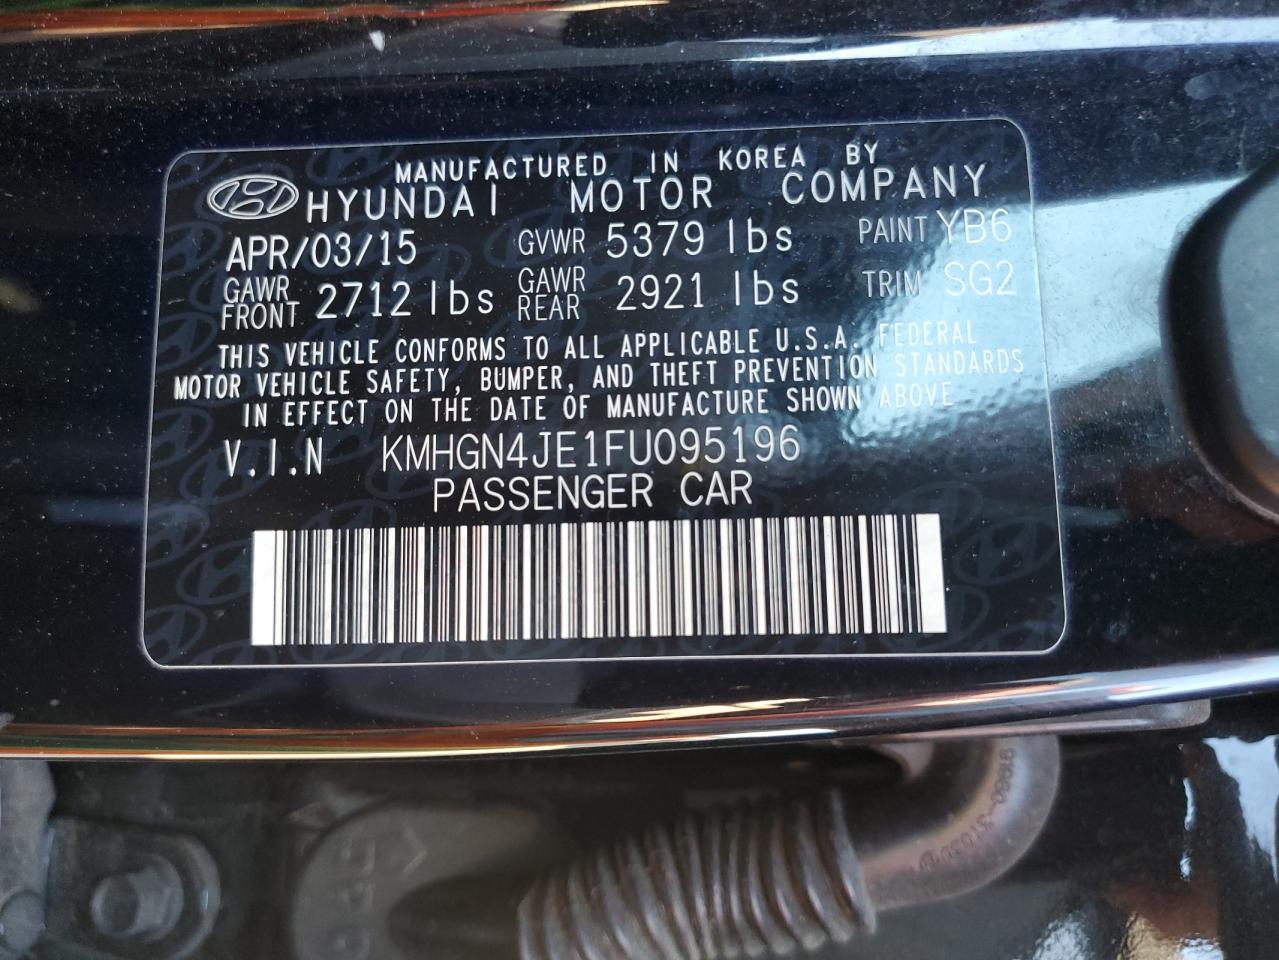 MANUFACTURED IN KOREA BY
HYUNDAI MOTOR COMPANY
APR/03/15 GVWR 5379 lbs PAINT YB6
GAWR FRONT 2712 lbs GAWR REAR 2921 lbs TRIM SG2
THIS VEHICLE CONFORMS TO ALL APPLICABLE U.S.A. FEDERAL
MOTOR VEHICLE SAFETY, BUMPER, AND THEFT PREVENTION STANDARDS
IN EFFECT ON THE DATE OF MANUFACTURE SHOWN ABOVE
V.I.N KMHGN4JE1FU095196
PASSENGER CAR